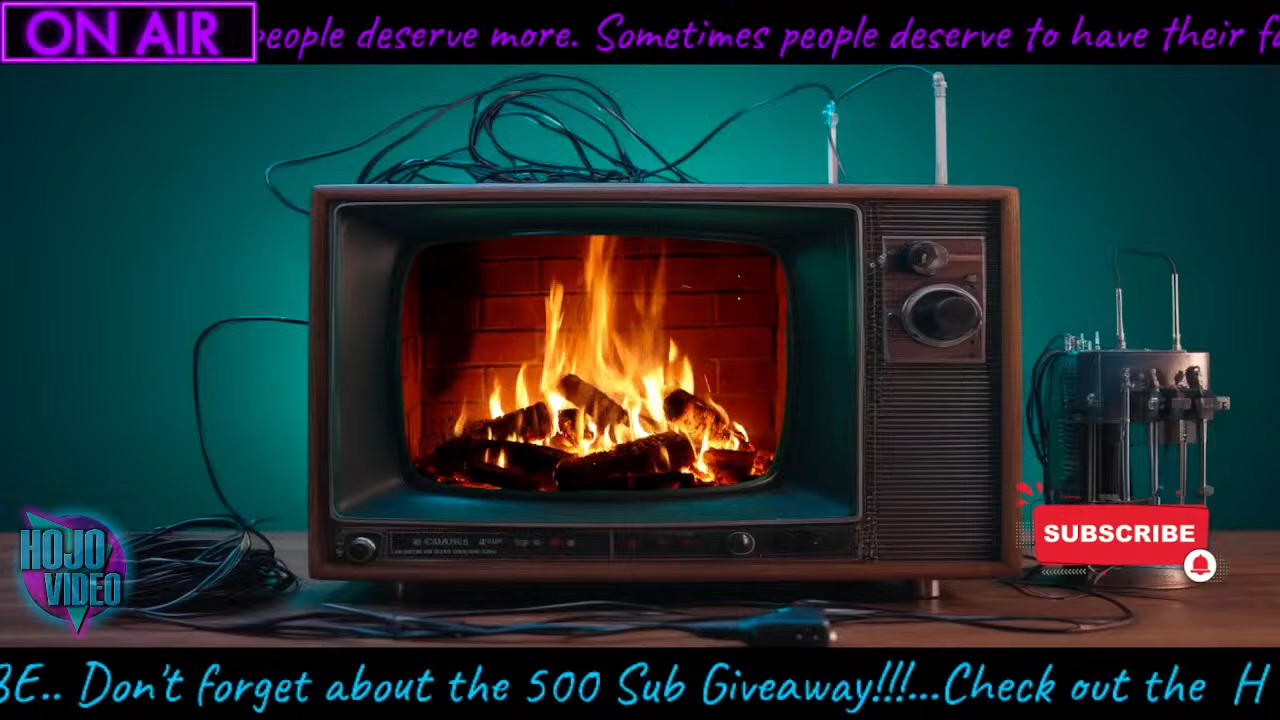 ON AIR
people deserve more. Sometimes people deserve to have their fa
HOJO
VIDEO
SUBSCRIBE
BE.. Don't forget about the 500 Sub Giveaway!!!...Check out the H